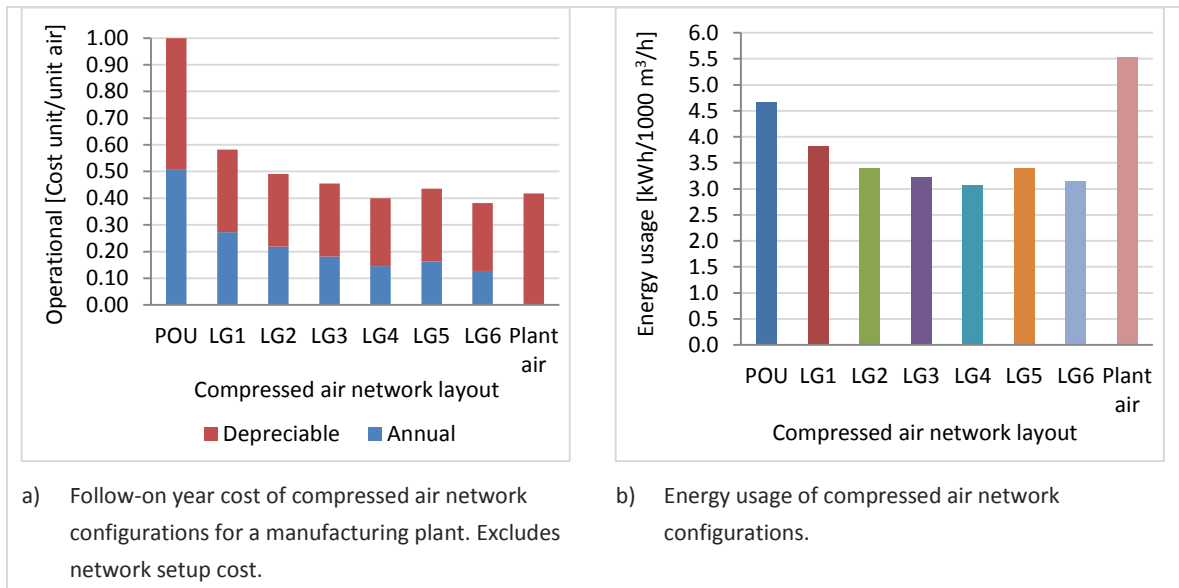 Operational [Cost unit/unit air]
1.00
0.90
0.80
0.70
0.60
0.50
0.40
0.30
0.20
0.10
0.00
POU LG1 LG2 LG3 LG4 LG5 LG6 Plant
air
Compressed air network layout
Depreciable Annual
a) Follow-on year cost of compressed air network
configurations for a manufacturing plant. Excludes
network setup cost.
Energy usage [kWh/1000 m³/h]
6.0
5.5
5.0
4.5
4.0
3.5
3.0
2.5
2.0
1.5
1.0
0.5
0.0
POU LG1 LG2 LG3 LG4 LG5 LG6 Plant
air
Compressed air network layout
b) Energy usage of compressed air network
configurations.